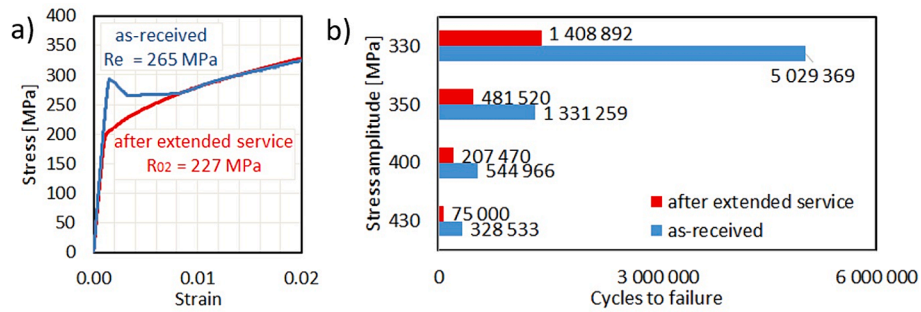 a)
Stress [MPa]
400
350
300
250
200
150
100
50
0
as-received
Re = 265 MPa
after extended service
R02 = 227 MPa
0.00
0.01
0.02
Strain
b)
Stress amplitude [MPa]
330
350
400
430
1 408 892
5 029 369
481 520
1 331 259
207 470
544 966
75 000
328 533
after extended service
as-received
0
3 000 000
6 000 000
Cycles to failure